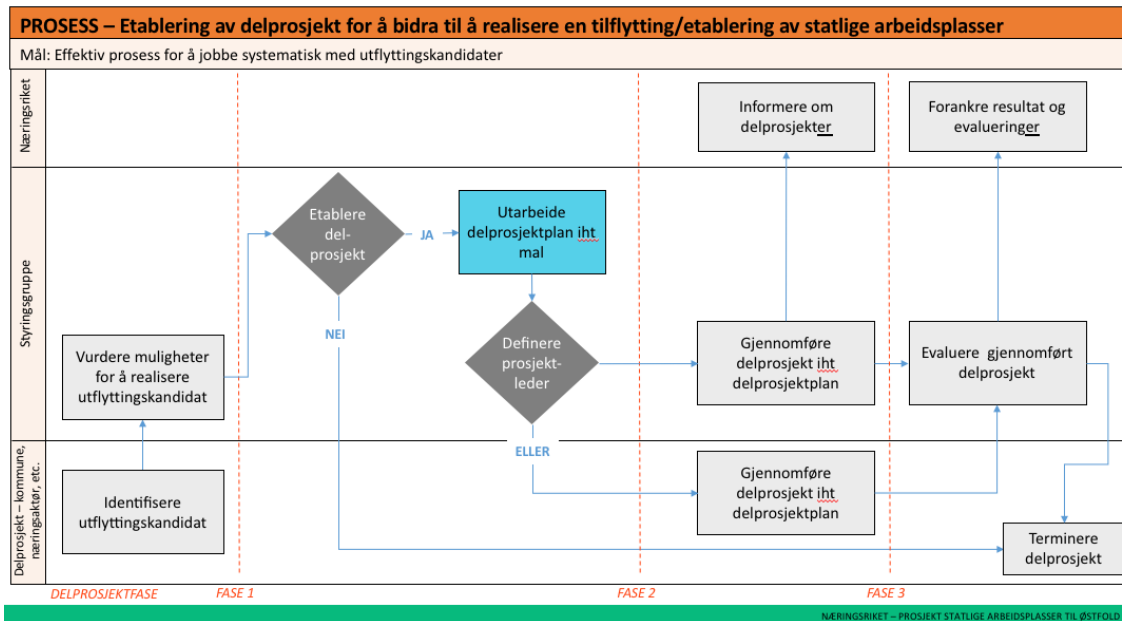 PROSESS – Etablering av delprosjekt for å bidra til å realisere en tilflytting/etablering av statlige arbeidsplasser
Mål: Effektiv prosess for å jobbe systematisk med utflyttingskandidater
Næringsriket
Informere om
delprosjekter
Forankre resultat og
evalueringer
Styringsgruppe
Etablere
del-
prosjekt
JA
Utarbeide
delprosjektplan iht
mal
NEI
Vurdere muligheter
for å realisere
utflyttingskandidat
Definere
prosjekt-
leder
Gjennomføre
delprosjekt iht
delprosjektplan
Evaluere gjennomført
delprosjekt
ELLER
Delprosjekt – kommune,
næringsaktør, etc.
Identifisere
utflyttingskandidat
Gjennomføre
delprosjekt iht
delprosjektplan
Terminere
delprosjekt
DELPROSJEKTFASE
FASE 1
FASE 2
FASE 3
NÆRINGSRIKET – PROSJEKT STATLIGE ARBEIDSPLASSER TIL ØSTFOLD